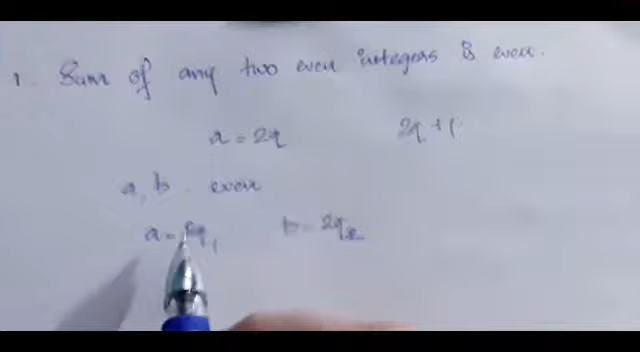 1. Sum of any two even integers is even.
a = 2q 2q + 1
a, b . even
a = 2q₁ b = 2q₂